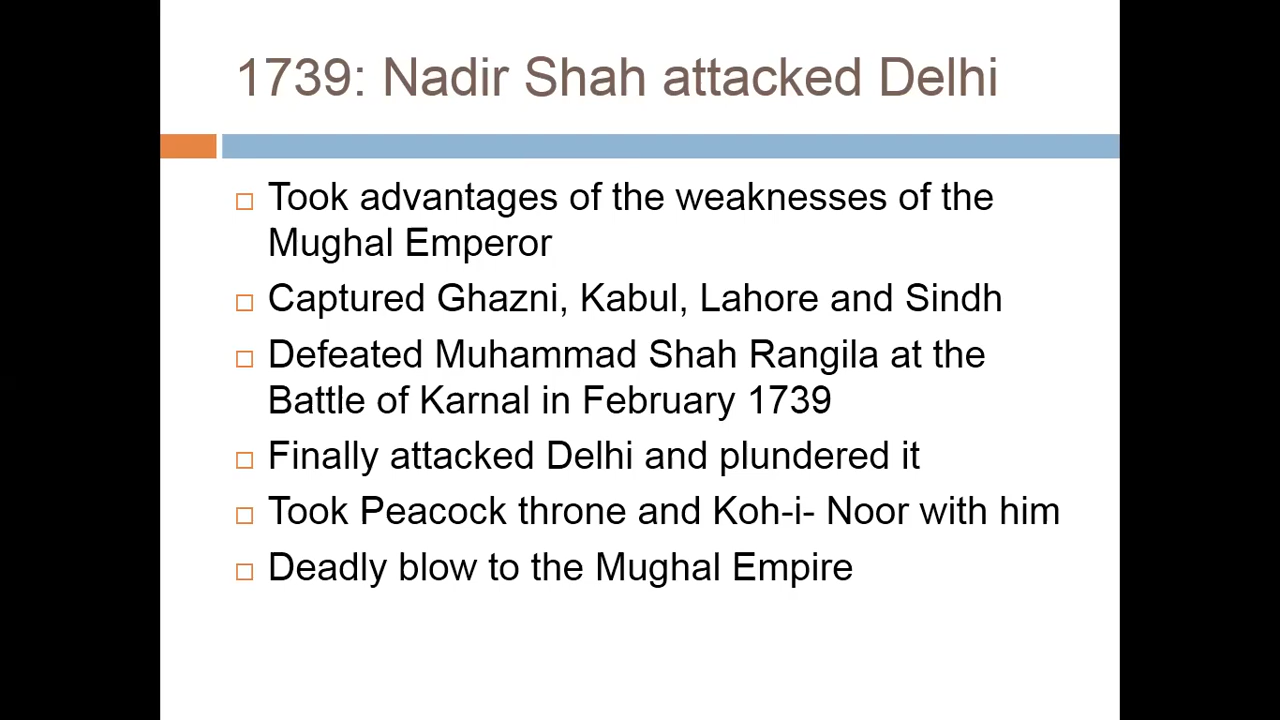 1739: Nadir Shah attacked Delhi
Took advantages of the weaknesses of the
Mughal Emperor
Captured Ghazni, Kabul, Lahore and Sindh
Defeated Muhammad Shah Rangila at the
Battle of Karnal in February 1739
Finally attacked Delhi and plundered it
Took Peacock throne and Koh-i- Noor with him
Deadly blow to the Mughal Empire